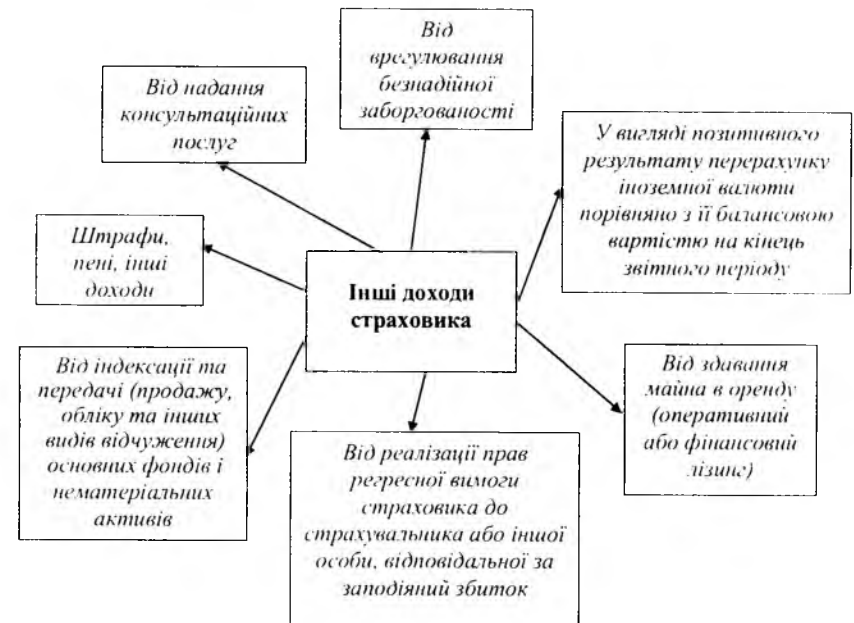 Від
врегулювання
безнадійної
заборгованості
Від надання
консультаційних
послуг
У вигляді позитивного
результату перерахунку
іноземної валюти
порівняно з її балансовою
вартістю на кінець
звітного періоду
Штрафи,
пені, інші
доходи
Інші доходи
страховика
Від індексації та
передачі (продажу,
обліку та інших
видів відчуження)
основних фондів і
нематеріальних
активів
Від реалізації прав
регресної вимоги
страховика до
страхувальника або іншої
особи, відповідальної за
заподіяний збиток
Від здавання
майна в оренду
(оперативний
або фінансовий
лізинг)